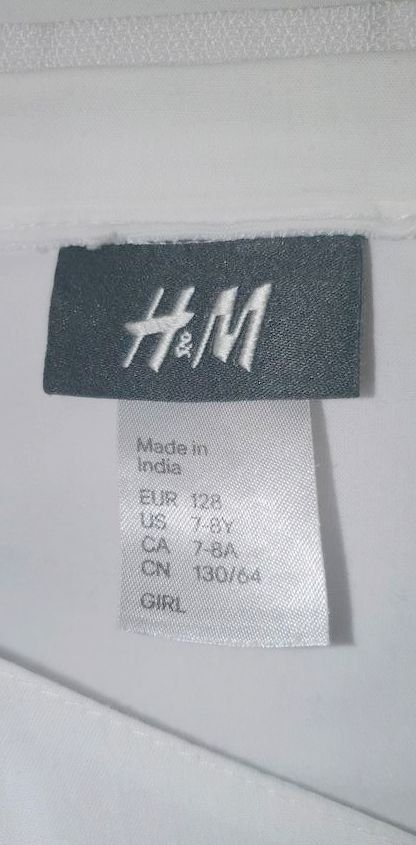 H&M
Made in
India
EUR 128
US 7-8Y
CA 7-8A
CN 130/64
GIRL